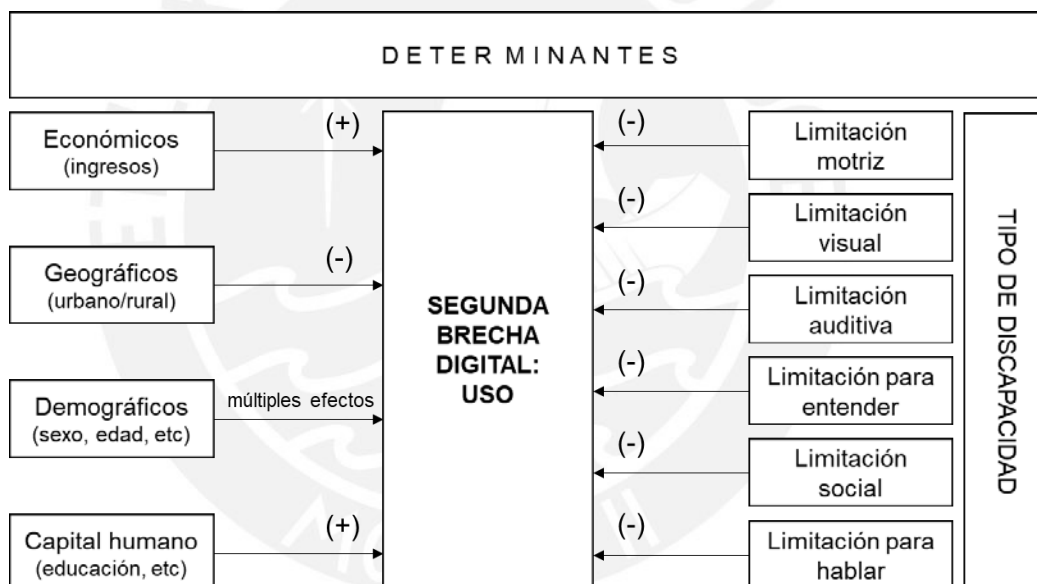 DETERMINANTES
Económicos
(ingresos)
(+)
Geográficos
(urbano/rural)
(-)
Demográficos
(sexo, edad, etc)
múltiples efectos
Capital humano
(educación, etc)
(+)
SEGUNDA
BRECHA
DIGITAL:
USO
(-)
Limitación
motriz
(-)
Limitación
visual
(-)
Limitación
auditiva
(-)
Limitación para
entender
(-)
Limitación
social
(-)
Limitación para
hablar
TIPO DE DISCAPACIDAD